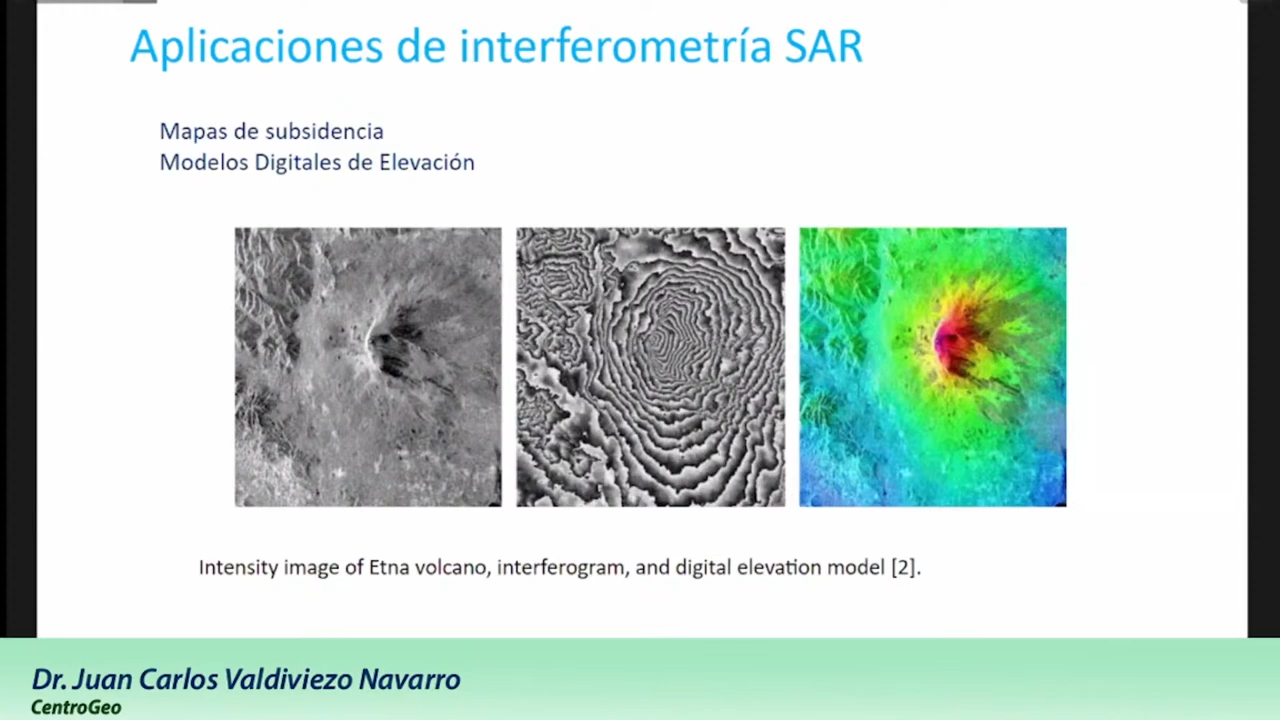 Aplicaciones de interferometría SAR
Mapas de subsidencia
Modelos Digitales de Elevación
Intensity image of Etna volcano, interferogram, and digital elevation model [2].
Dr. Juan Carlos Valdiviezo Navarro
CentroGeo